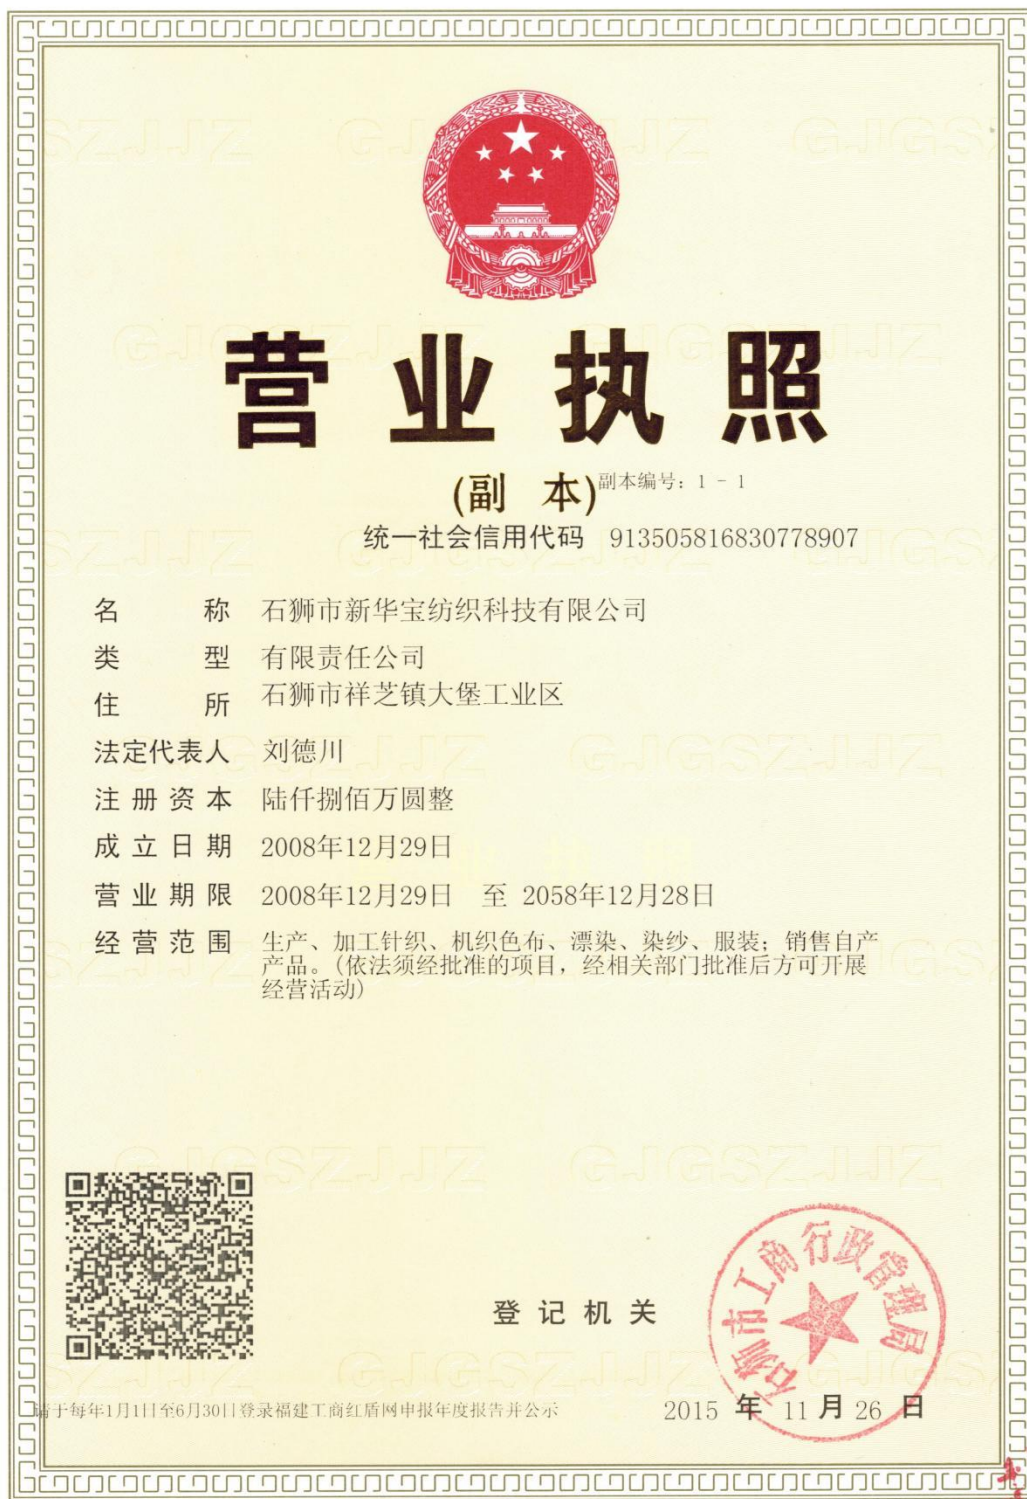 营业执照
(副 本)副本编号：1 - 1
统一社会信用代码 913505816830778907
名称 石狮市新华宝纺织科技有限公司
类型 有限责任公司
住所 石狮市祥芝镇大堡工业区
法定代表人 刘德川
注册资本 陆仟捌佰万圆整
成立日期 2008年12月29日
营业期限 2008年12月29日 至 2058年12月28日
经营范围 生产、加工针织、机织色布、漂染、染纱、服装；销售自产
产品。（依法须经批准的项目，经相关部门批准后方可开展
经营活动）
石狮市工商行政管理局
登记机关
请于每年1月1日至6月30日登录福建工商红盾网申报年度报告并公示
2015 年 11 月 26 日